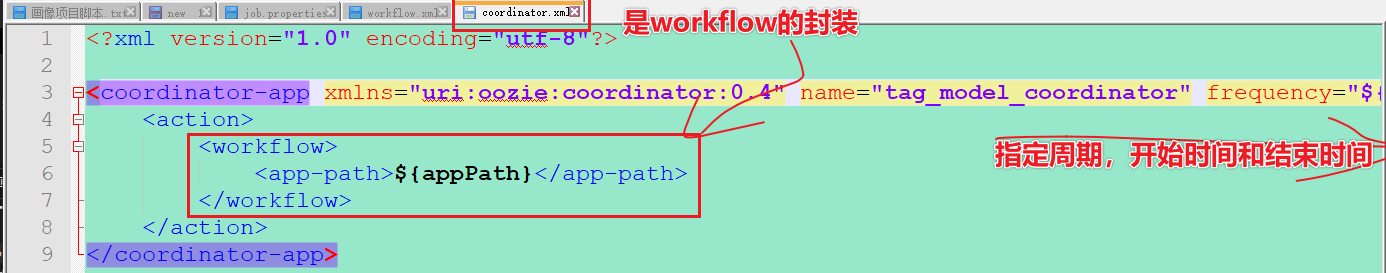 画像项目脚本.txt new job.properties workflow.xml coordinator.xml
是workflow的封装
1 <?xml version="1.0" encoding="utf-8"?>
2
3 <coordinator-app xmlns="uri:oozie:coordinator:0.4" name="tag_model_coordinator" frequency="${
4 <action>
5 <workflow>
指定周期，开始时间和结束时间
6 <app-path>${appPath}</app-path>
7 </workflow>
8 </action>
9 </coordinator-app>